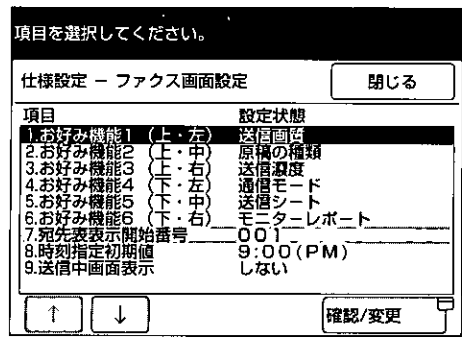 項目を選択してください。
仕様設定 － ファクス画面設定 閉じる
項目 設定状態
1.お好み機能1 (上・左) 送信画質
2.お好み機能2 (上・中) 原稿の種類
3.お好み機能3 (上・右) 送信濃度
4.お好み機能4 (下・左) 通信モード
5.お好み機能5 (下・中) 送信シート
6.お好み機能6 (下・右) モニターレポート
7.宛先表表示開始番号 001
8.時刻指定初期値 9:00(PM)
9.送信中画面表示 しない
↑ ↓ 確認/変更